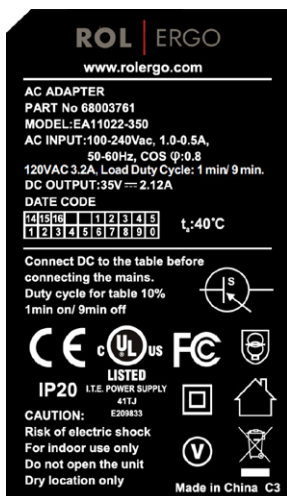 ROL ERGO
www.rolergo.com
AC ADAPTER
PART No 68003761
MODEL:EA11022-350
AC INPUT:100-240Vac, 1.0-0.5A,
50-60Hz, COS φ:0.8
120VAC 3.2A, Load Duty Cycle: 1 min/ 9 min.
DC OUTPUT:35V⎓2.12A
DATE CODE
14 15 16 1 2 3 4 5
1 2 3 4 5 6 7 8 9 0
ta:40°C
Connect DC to the table before
connecting the mains.
Duty cycle for table 10%
1min on/ 9min off
S
CE c UL US FC
LISTED
IP20 I.T.E. POWER SUPPLY
41TJ
E209833
CAUTION:
Risk of electric shock
For indoor use only
Do not open the unit
Dry location only
V
Made in China C3